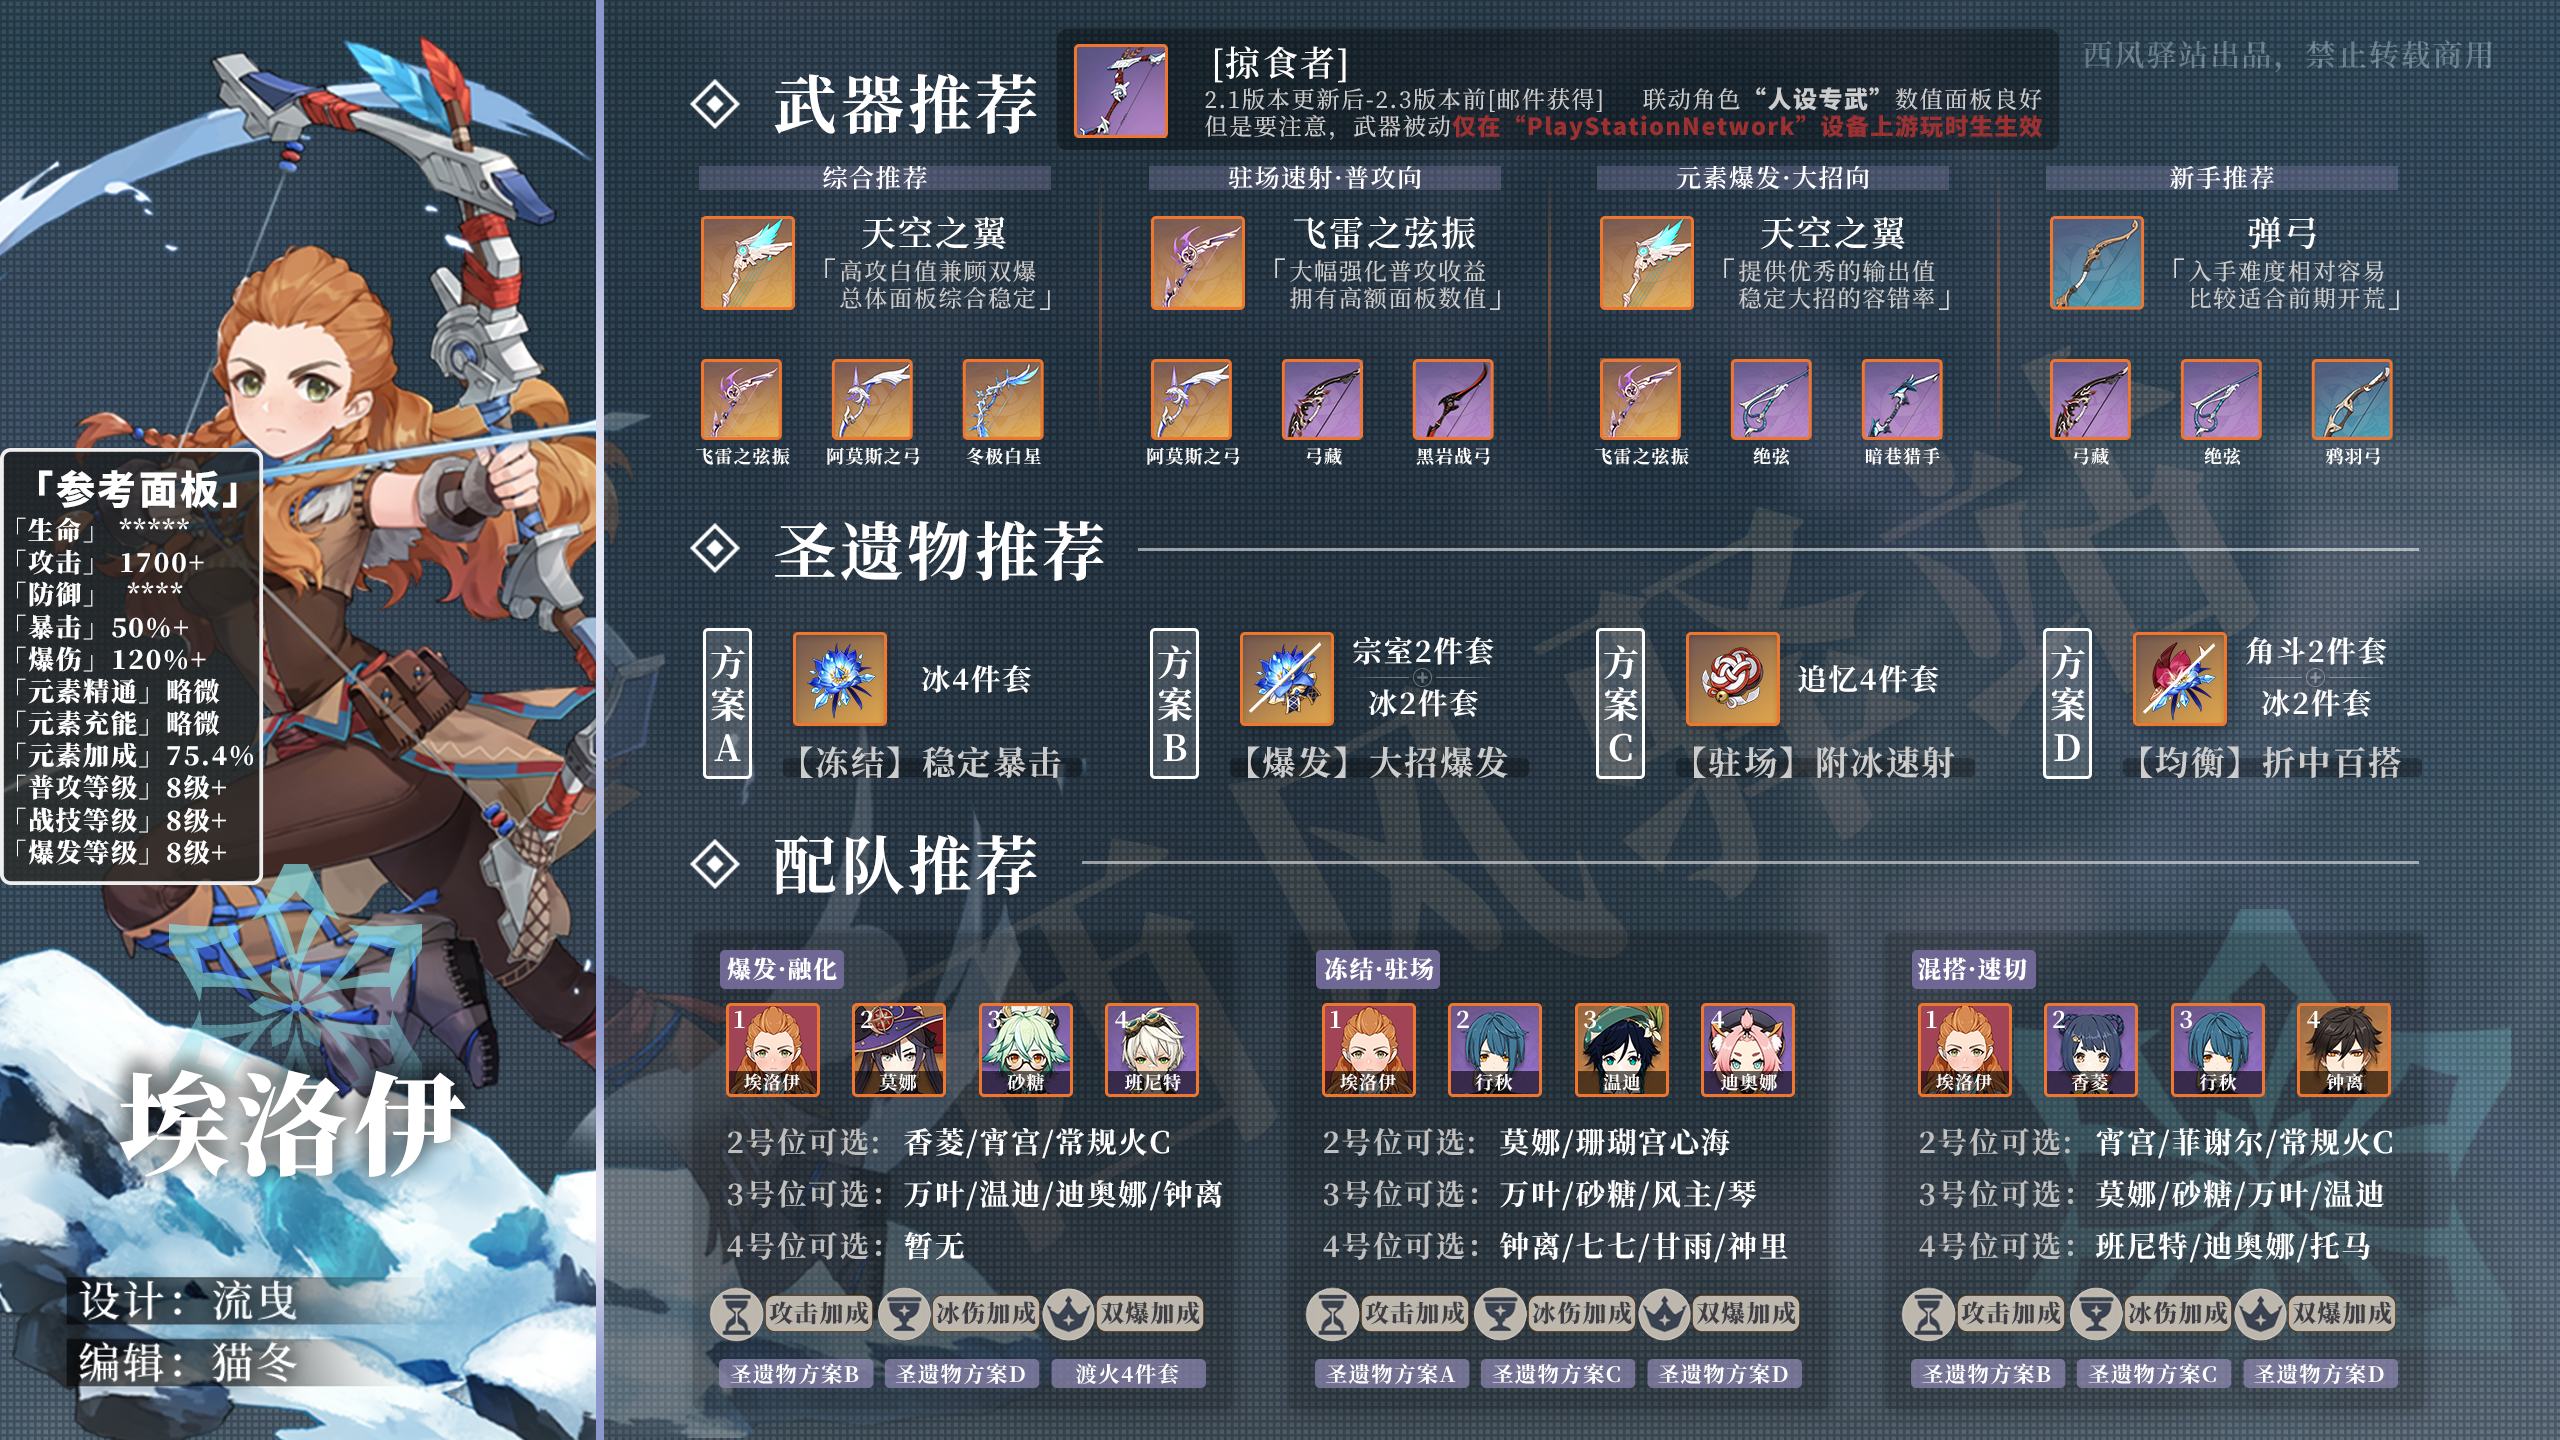 西风驿站出品，禁止转载商用
武器推荐
[掠食者]
2.1版本更新后-2.3版本前[邮件获得] 联动角色“人设专武”数值面板良好
但是要注意，武器被动仅在“PlayStationNetwork”设备上游玩时生生效
综合推荐
天空之翼
「高攻白值兼顾双爆
总体面板综合稳定」
飞雷之弦振 阿莫斯之弓 冬极白星
驻场速射·普攻向
飞雷之弦振
「大幅强化普攻收益
拥有高额面板数值」
阿莫斯之弓 弓藏 黑岩战弓
元素爆发·大招向
天空之翼
「提供优秀的输出值
稳定大招的容错率」
飞雷之弦振 绝弦 暗巷猎手
新手推荐
弹弓
「入手难度相对容易
比较适合前期开荒」
弓藏 绝弦 鸦羽弓
「参考面板」
「生命」 *****
「攻击」 1700+
「防御」 ****
「暴击」50%+
「爆伤」120%+
「元素精通」略微
「元素充能」略微
「元素加成」75.4%
「普攻等级」8级+
「战技等级」8级+
「爆发等级」8级+
埃洛伊
设计：流曳
编辑：猫冬
圣遗物推荐
方案A
冰4件套
【冻结】稳定暴击
方案B
宗室2件套
冰2件套
【爆发】大招爆发
方案C
追忆4件套
【驻场】附冰速射
方案D
角斗2件套
冰2件套
【均衡】折中百搭
配队推荐
爆发·融化
1 2 3 4
埃洛伊 莫娜 砂糖 班尼特
2号位可选：香菱/宵宫/常规火C
3号位可选：万叶/温迪/迪奥娜/钟离
4号位可选：暂无
攻击加成 冰伤加成 双爆加成
圣遗物方案B 圣遗物方案D 渡火4件套
冻结·驻场
1 2 3 4
埃洛伊 行秋 温迪 迪奥娜
2号位可选：莫娜/珊瑚宫心海
3号位可选：万叶/砂糖/风主/琴
4号位可选：钟离/七七/甘雨/神里
攻击加成 冰伤加成 双爆加成
圣遗物方案A 圣遗物方案C 圣遗物方案D
混搭·速切
1 2 3 4
埃洛伊 香菱 行秋 钟离
2号位可选：宵宫/菲谢尔/常规火C
3号位可选：莫娜/砂糖/万叶/温迪
4号位可选：班尼特/迪奥娜/托马
攻击加成 冰伤加成 双爆加成
圣遗物方案B 圣遗物方案C 圣遗物方案D
西风驿站